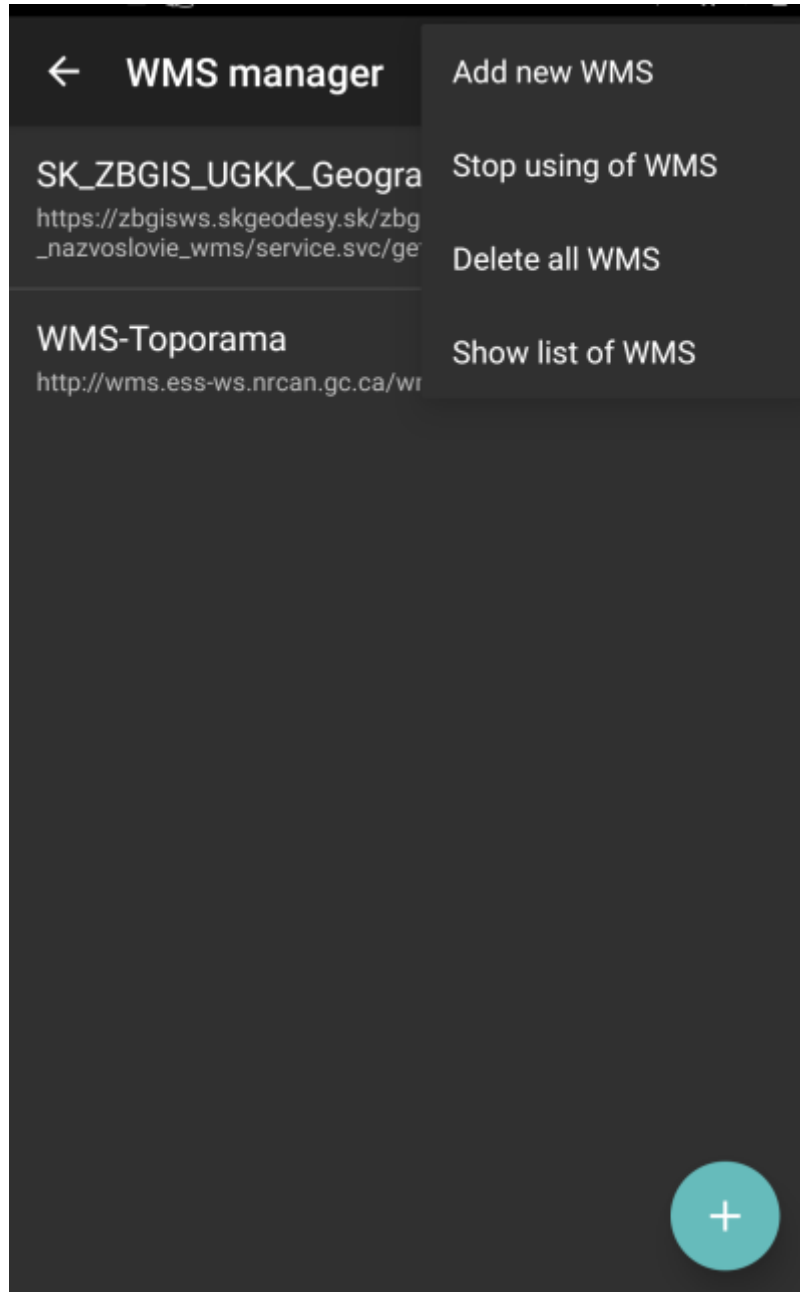 WMS manager
Add new WMS
Stop using of WMS
Delete all WMS
Show list of WMS
SK_ZBGIS_UGKK_Geogra
https://zbgisws.skgeodesy.sk/zbg
_nazvoslovie_wms/service.svc/ge
WMS-Toporama
http://wms.ess-ws.nrcan.gc.ca/w
+